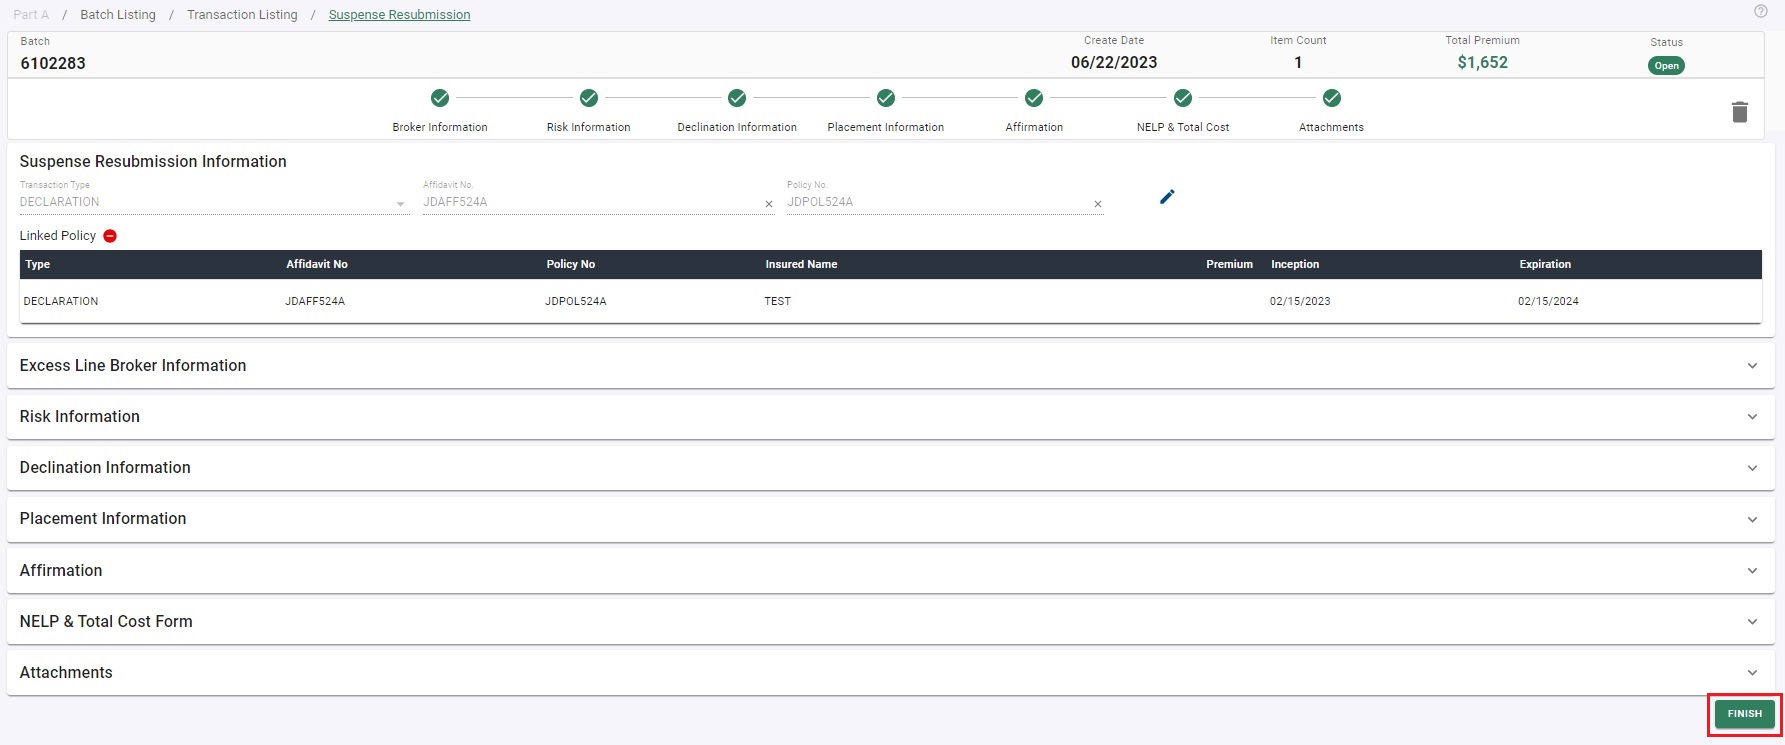 Part A / Batch Listing / Transaction Listing / Suspense Resubmission
Batch Create Date Item Count Total Premium Status
6102283 06/22/2023 1 $1,652 Open
Broker Information Risk Information Declination Information Placement Information Affirmation NELP & Total Cost Attachments
Suspense Resubmission Information
Transaction Type Affidavit No. Policy No.
DECLARATION JDAFF524A JDPOL524A
Linked Policy
Type Affidavit No Policy No Insured Name Premium Inception Expiration
DECLARATION JDAFF524A JDPOL524A TEST 02/15/2023 02/15/2024
Excess Line Broker Information
Risk Information
Declination Information
Placement Information
Affirmation
NELP & Total Cost Form
Attachments
FINISH